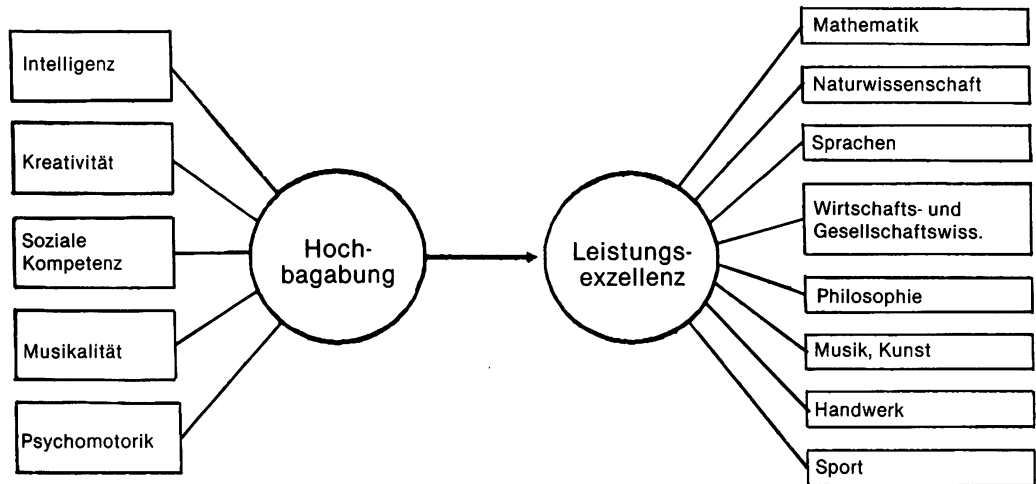 Intelligenz
Kreativität
Soziale
Kompetenz
Musikalität
Psychomotorik
Hoch-
bagabung
Leistungs-
exzellenz
Mathematik
Naturwissenschaft
Sprachen
Wirtschafts- und
Gesellschaftswiss.
Philosophie
Musik, Kunst
Handwerk
Sport